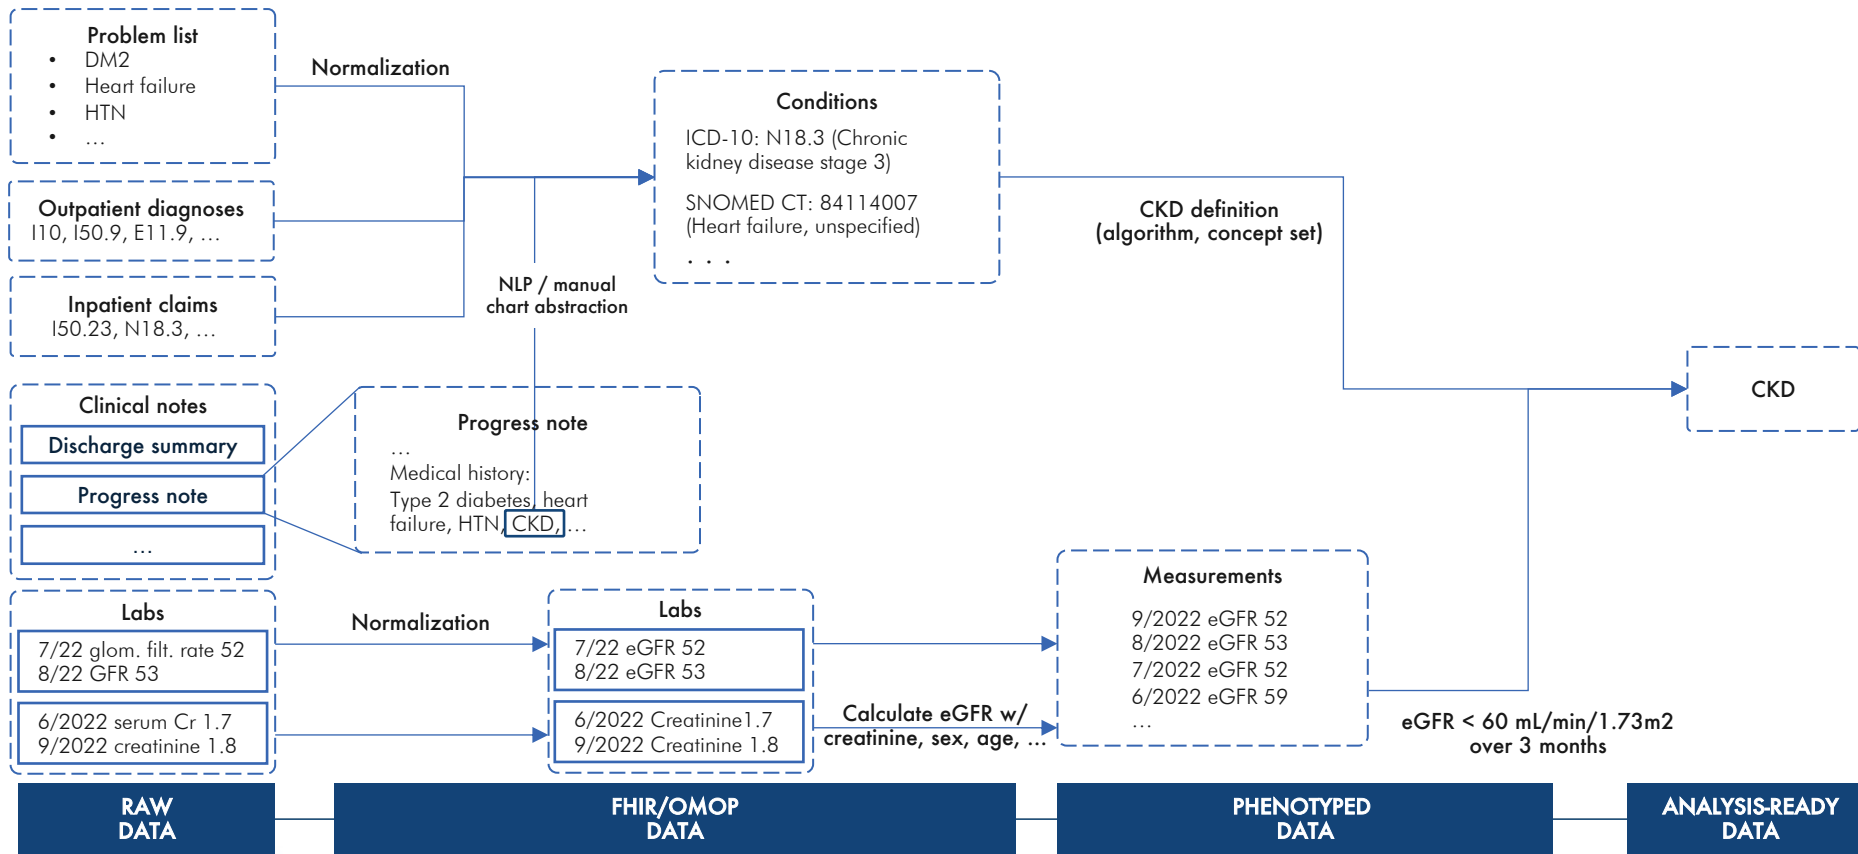 Problem list
• DM2
• Heart failure
• HTN
• …
Normalization
Outpatient diagnoses
I10, I50.9, E11.9, …
Inpatient claims
I50.23, N18.3, …
NLP / manual
chart abstraction
Conditions
ICD-10: N18.3 (Chronic
kidney disease stage 3)
SNOMED CT: 84114007
(Heart failure, unspecified)
. . .
CKD definition
(algorithm, concept set)
CKD
Clinical notes
Discharge summary
Progress note
…
Progress note
…
Medical history:
Type 2 diabetes, heart
failure, HTN, CKD, …
Labs
7/22 glom. filt. rate 52
8/22 GFR 53
6/2022 serum Cr 1.7
9/2022 creatinine 1.8
Normalization
Labs
7/22 eGFR 52
8/22 eGFR 53
6/2022 Creatinine1.7
9/2022 Creatinine 1.8
Calculate eGFR w/
creatinine, sex, age, …
Measurements
9/2022 eGFR 52
8/2022 eGFR 53
7/2022 eGFR 52
6/2022 eGFR 59
…
eGFR < 60 mL/min/1.73m2
over 3 months
RAW
DATA
FHIR/OMOP
DATA
PHENOTYPED
DATA
ANALYSIS-READY
DATA